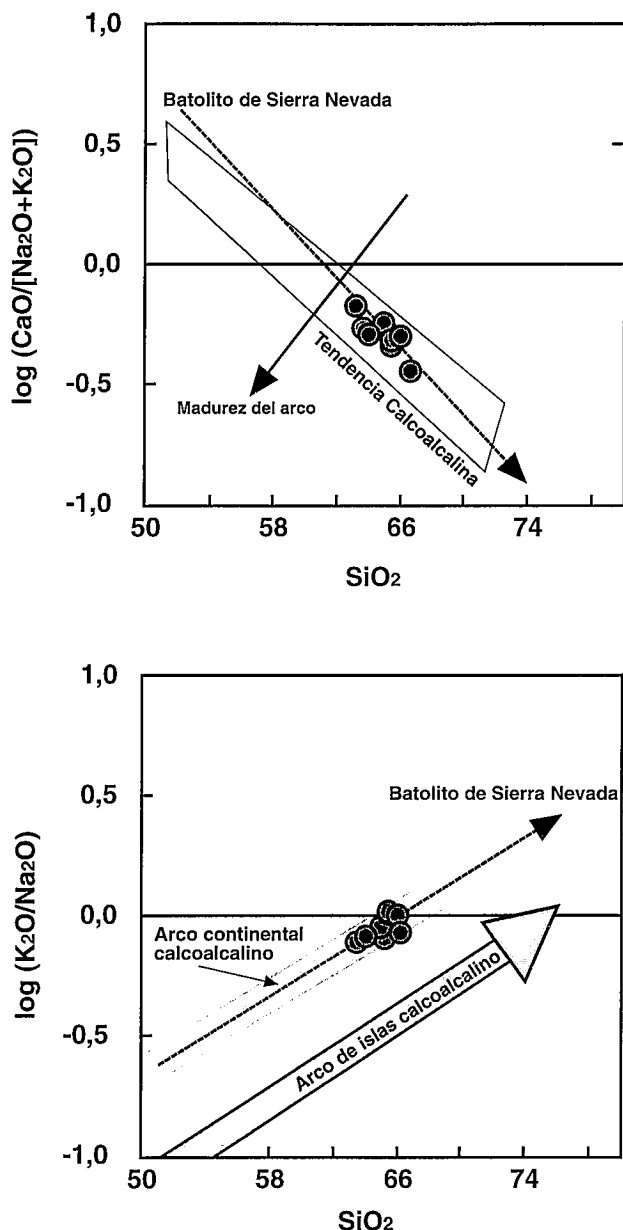 1,0
Batolito de Sierra Nevada
0,5
0,0
log (CaO/[Na2O+K2O])
-0,5
Madurez del arco
Tendencia Calcoalcalina
-1,0
50 58 66 74
SiO2
1,0
0,5
Batolito de Sierra Nevada
0,0
log (K2O/Na2O)
Arco continental
calcoalcalino
-0,5
Arco de islas calcoalcalino
-1,0
50 58 66 74
SiO2